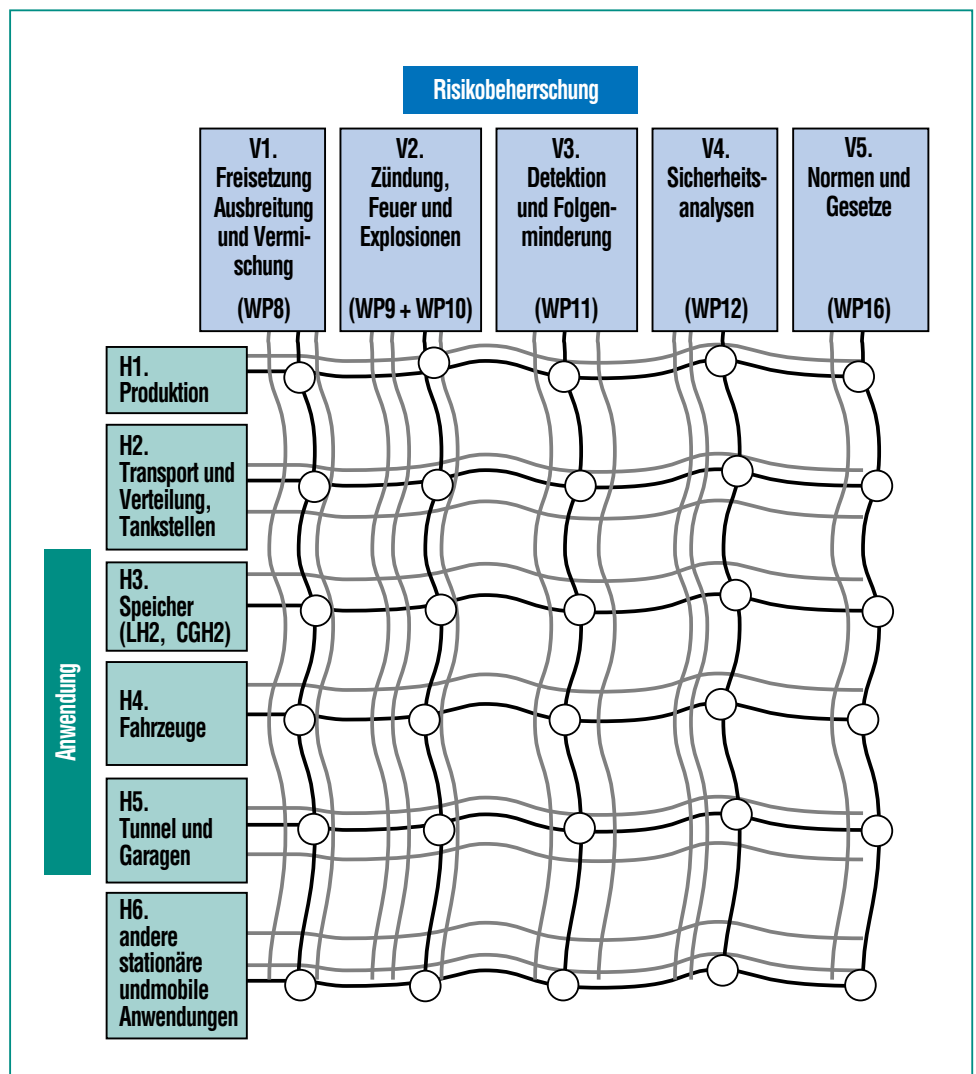 Risikobeherrschung
V1.
Freisetzung
Ausbreitung
und Vermi-
schung
(WP8)
V2.
Zündung,
Feuer und
Explosionen
(WP9 + WP10)
V3.
Detektion
und Folgen-
minderung
(WP11)
V4.
Sicherheits-
analysen
(WP12)
V5.
Normen und
Gesetze
(WP16)
Anwendung
H1.
Produktion
H2.
Transport und
Verteilung,
Tankstellen
H3.
Speicher
(LH2, CGH2)
H4.
Fahrzeuge
H5.
Tunnel und
Garagen
H6.
andere
stationäre
undmobile
Anwendungen